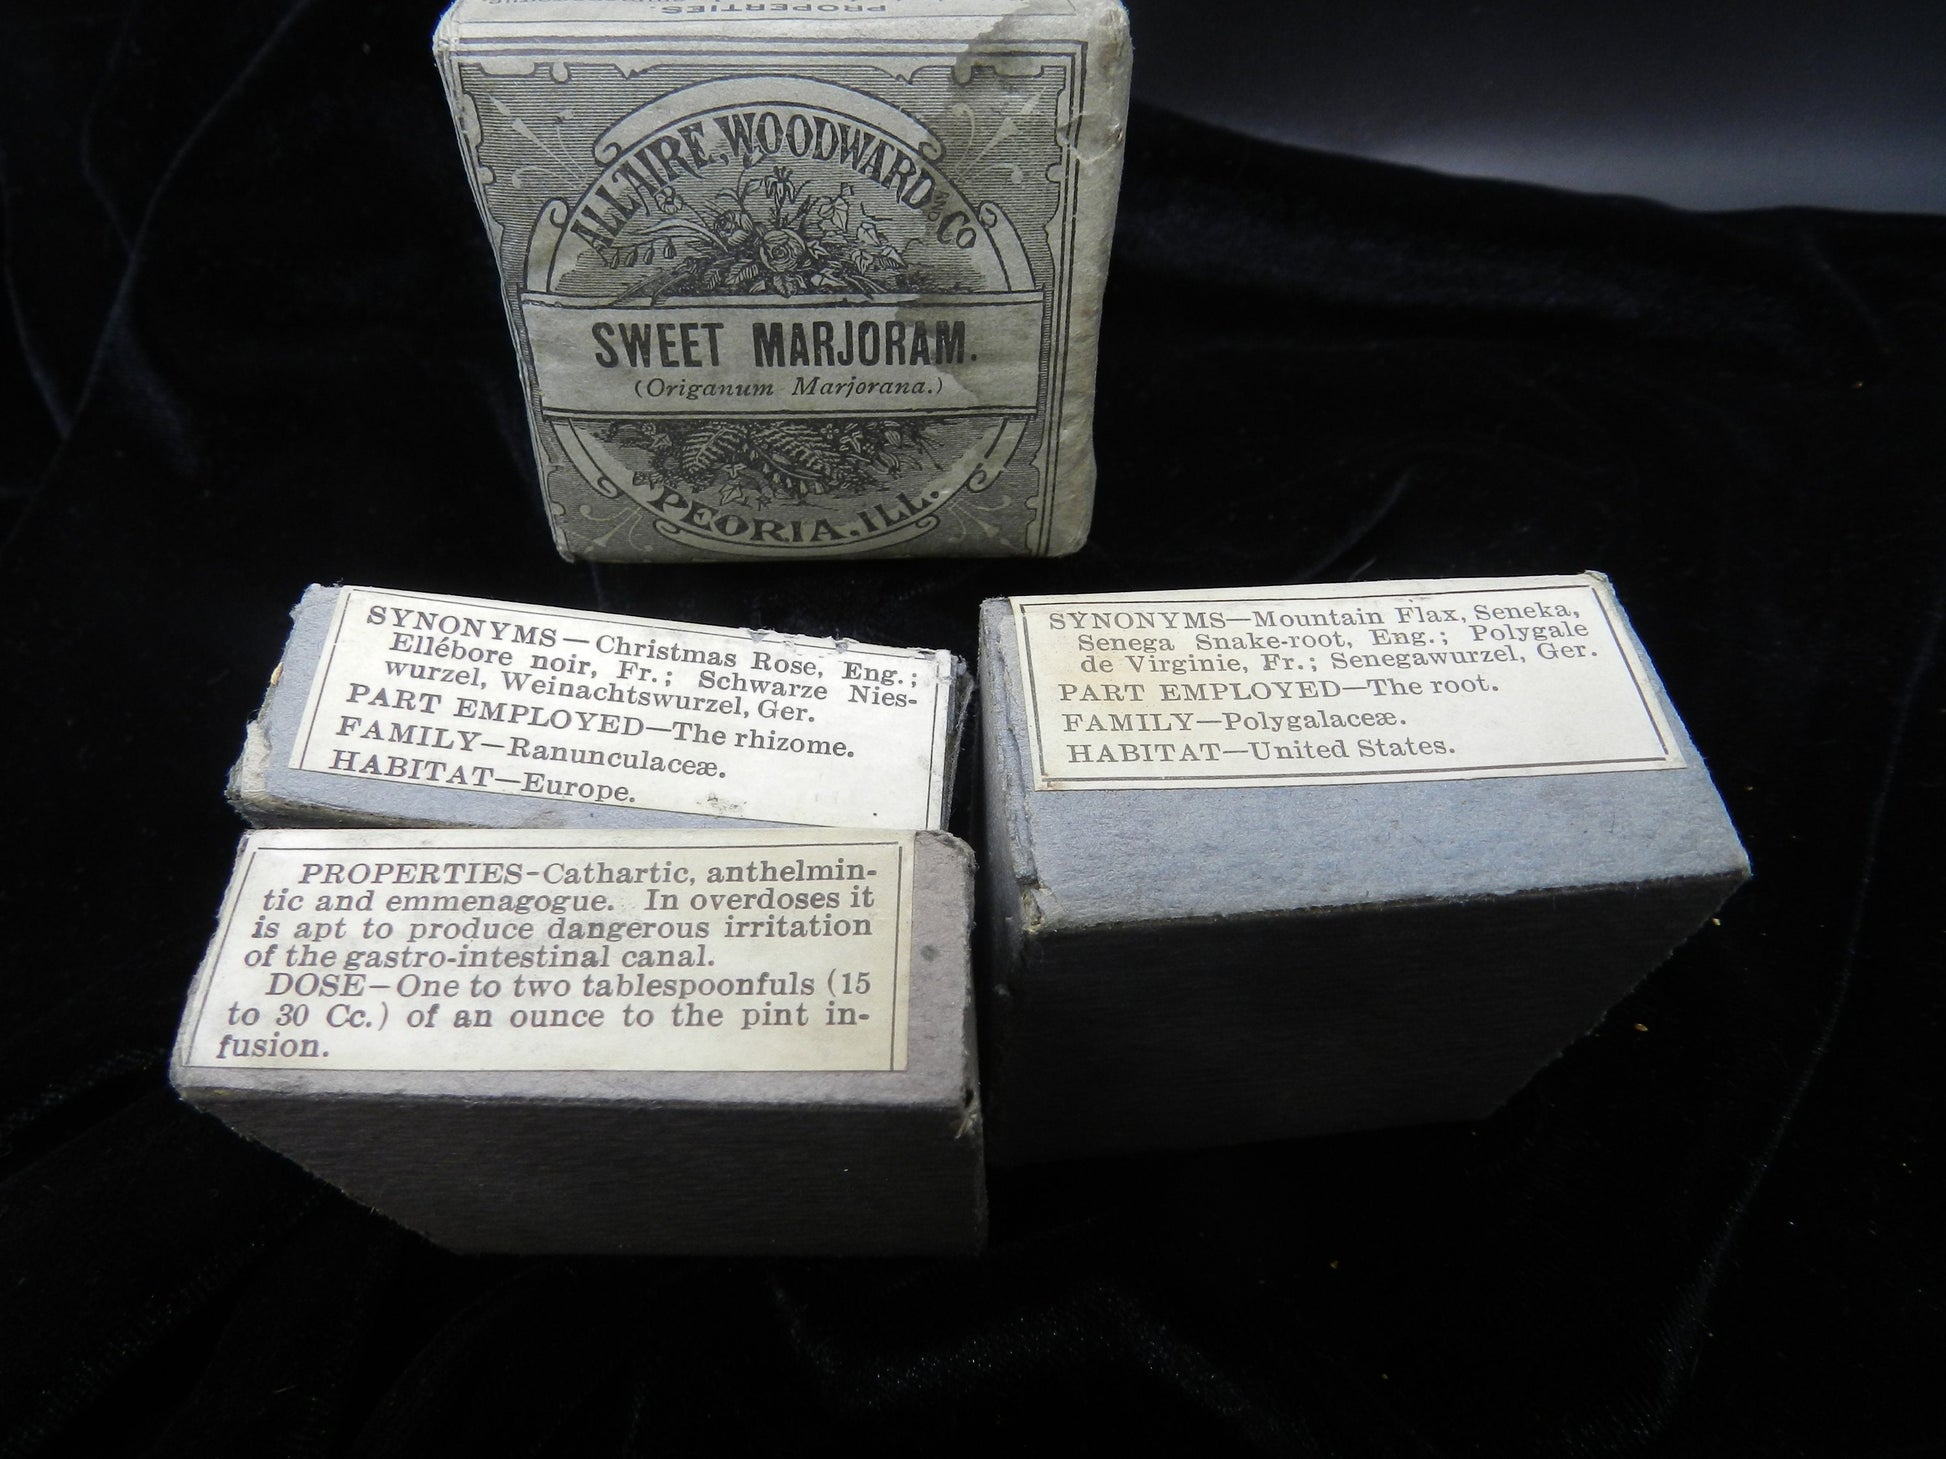 PROPERTIES.
ALLAIRE, WOODWARD & CO
SWEET MARJORAM.
(Origanum Marjorana.)
PEORIA, ILL.
SYNONYMS—Christmas Rose, Eng.;
Ellébore noir, Fr.; Schwarze Nies-
wurzel, Weinachtswurzel, Ger.
PART EMPLOYED—The rhizome.
FAMILY—Ranunculaceæ.
HABITAT—Europe.
SYNONYMS—Mountain Flax, Seneka,
Senega Snake-root, Eng.; Polygale
de Virginie, Fr.; Senegawurzel, Ger.
PART EMPLOYED—The root.
FAMILY—Polygalaceæ.
HABITAT—United States.
PROPERTIES-Cathartic, anthelmin-
tic and emmenagogue. In overdoses it
is apt to produce dangerous irritation
of the gastro-intestinal canal.
DOSE—One to two tablespoonfuls (15
to 30 Cc.) of an ounce to the pint in-
fusion.